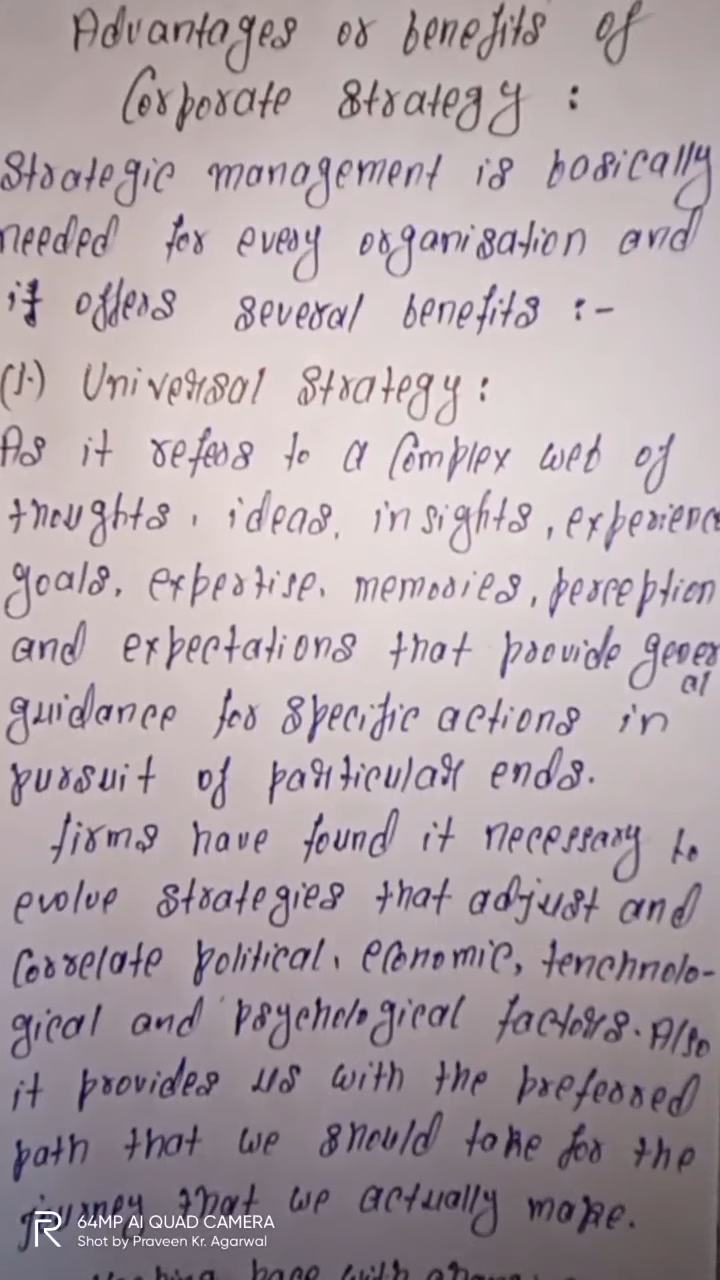 Advantages or benefits of
Corporate Strategy :
Strategic management is basically
needed for every organisation and
it offers several benefits :-
(1.) Universal Strategy :
As it refers to a Complex web of
thoughts, ideas, insights, experience
goals, expertise, memories, perception
and expectations that provide gener
al
guidance for specific actions in
pursuit of particular ends.
firms have found it necessary to
evolve strategies that adjust and
Correlate political, economic, tenchnolo-
gical and psychological factors. Also
it provides us with the preferred
path that we should take for the
journey that we actually make.
64MP AI QUAD CAMERA
Shot by Praveen Kr. Agarwal
with